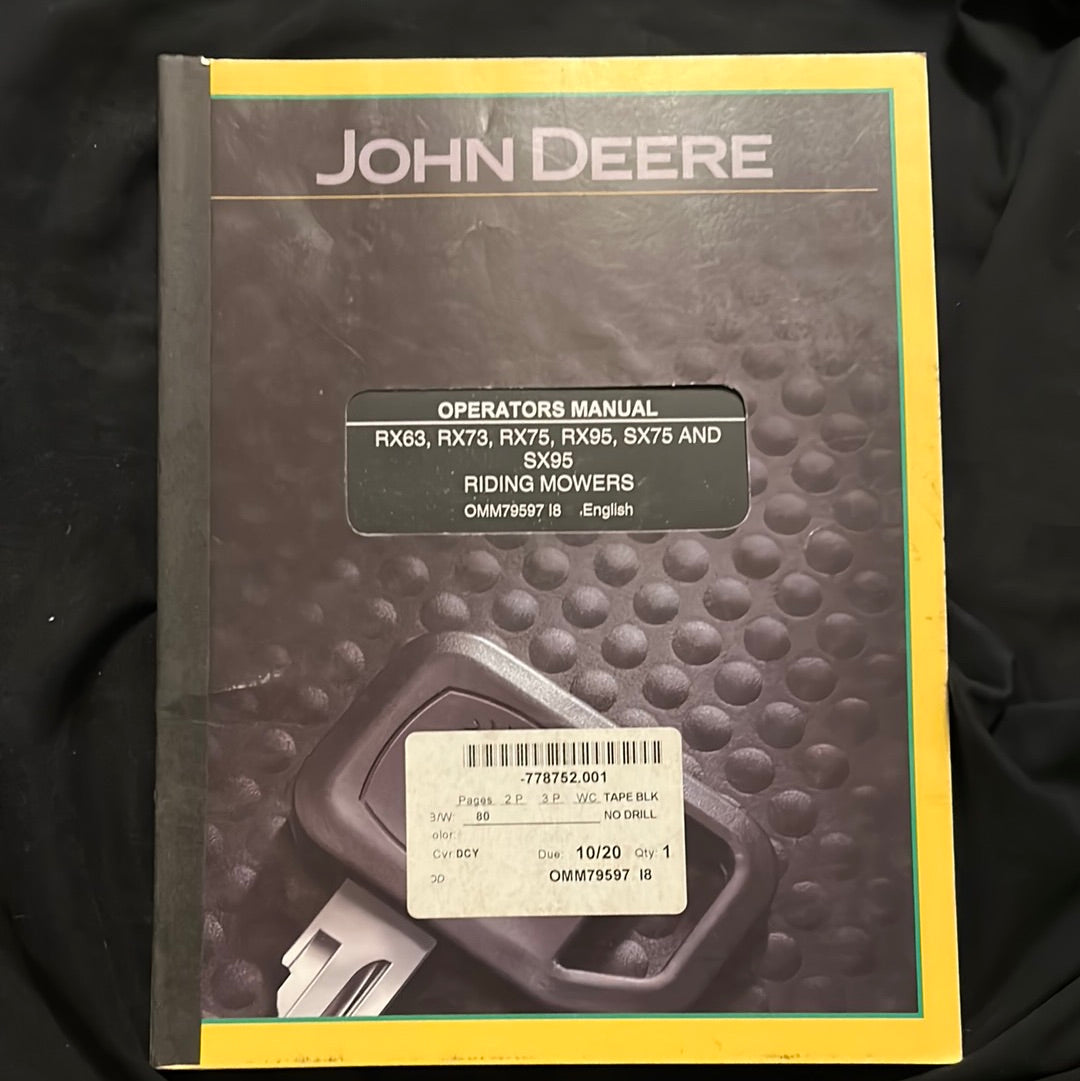 JOHN DEERE
OPERATORS MANUAL
RX63, RX73, RX75, RX95, SX75 AND
SX95
RIDING MOWERS
OMM79597 I8 .English
-778752.001
Pages 2 P 3 P WC TAPE BLK
B/W 80 NO DRILL
olor:
Cvr DCY Due: 10/20 Qty: 1
OMM79597 I8